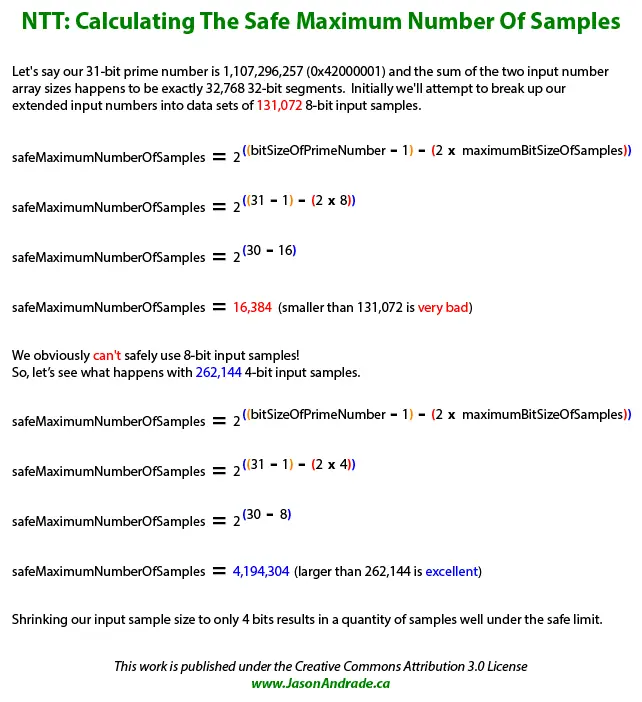 NTT: Calculating The Safe Maximum Number Of Samples
Let's say our 31-bit prime number is 1,107,296,257 (0x42000001) and the sum of the two input number
array sizes happens to be exactly 32,768 32-bit segments.  Initially we'll attempt to break up our
extended input numbers into data sets of 131,072 8-bit input samples.
safeMaximumNumberOfSamples = 2 ((bitSizeOfPrimeNumber - 1) - (2 x maximumBitSizeOfSamples))
safeMaximumNumberOfSamples = 2 ((31 - 1) - (2 x 8))
safeMaximumNumberOfSamples = 2 (30 - 16)
safeMaximumNumberOfSamples = 16,384 (smaller than 131,072 is very bad)
We obviously can't safely use 8-bit input samples!
So, let's see what happens with 262,144 4-bit input samples.
safeMaximumNumberOfSamples = 2 ((bitSizeOfPrimeNumber - 1) - (2 x maximumBitSizeOfSamples))
safeMaximumNumberOfSamples = 2 ((31 - 1) - (2 x 4))
safeMaximumNumberOfSamples = 2 (30 - 8)
safeMaximumNumberOfSamples = 4,194,304 (larger than 262,144 is excellent)
Shrinking our input sample size to only 4 bits results in a quantity of samples well under the safe limit.
This work is published under the Creative Commons Attribution 3.0 License
www.JasonAndrade.ca